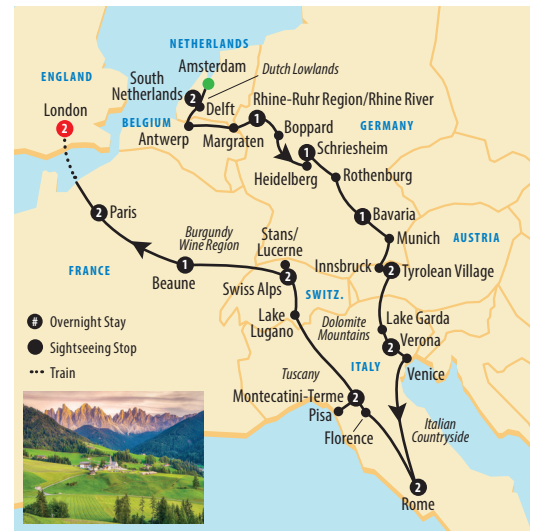 NETHERLANDS
Amsterdam
ENGLAND
South
Netherlands
2
Dutch Lowlands
London
2
Delft
Rhine-Ruhr Region/Rhine River
BELGIUM
1
Antwerp
Margraten
Boppard
GERMANY
1
Schriesheim
Heidelberg
Rothenburg
2
Paris
1
Bavaria
Burgundy
Wine Region
Stans/
Lucerne
Munich
AUSTRIA
FRANCE
1
Beaune
2
Swiss Alps
SWITZ.
Innsbruck
2
Tyrolean Village
# Overnight Stay
Sightseeing Stop
Train
Lake
Lugano
Dolomite
Mountains
Lake Garda
2
Verona
Venice
Tuscany
ITALY
Montecatini-Terme
2
Pisa
Florence
Italian
Countryside
2
Rome